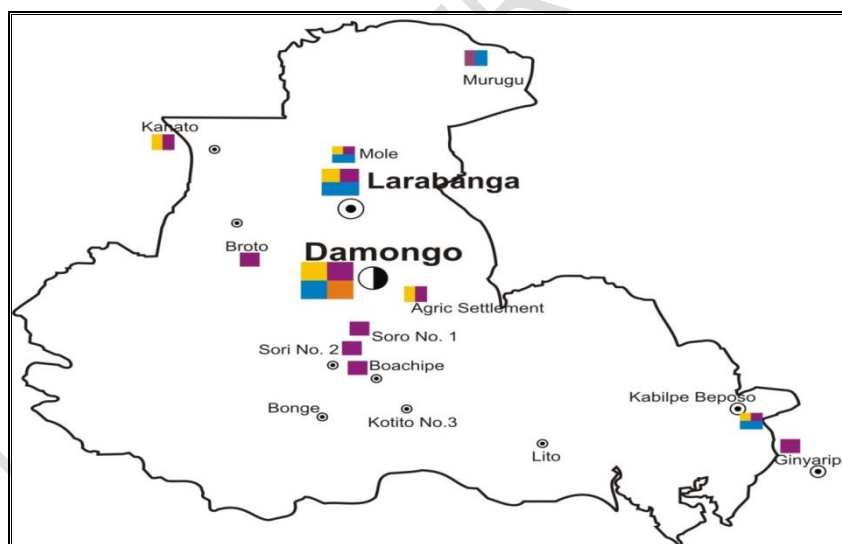 Murugu
Kanato
Mole
Larabanga
Broto
Damongo
Agric Settlement
Soro No. 1
Sori No. 2
Boachipe
Kabilpe Beposo
Bonge
Kotito No.3
Lito
Ginyarip